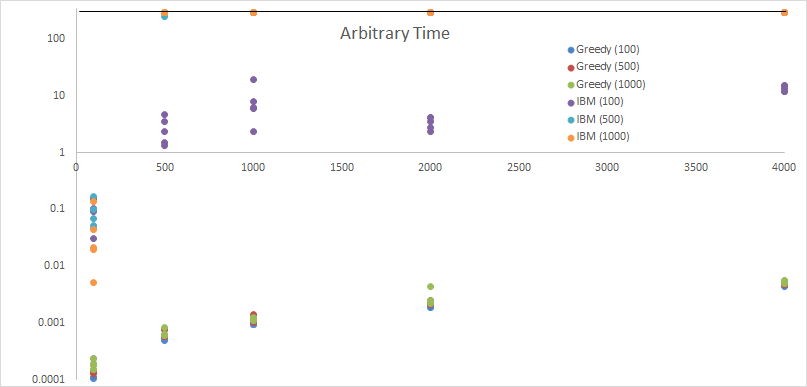 Arbitrary Time
100
10
1
0.1
0.01
0.001
0.0001
0 500 1000 1500 2000 2500 3000 3500 4000
Greedy (100)
Greedy (500)
Greedy (1000)
IBM (100)
IBM (500)
IBM (1000)